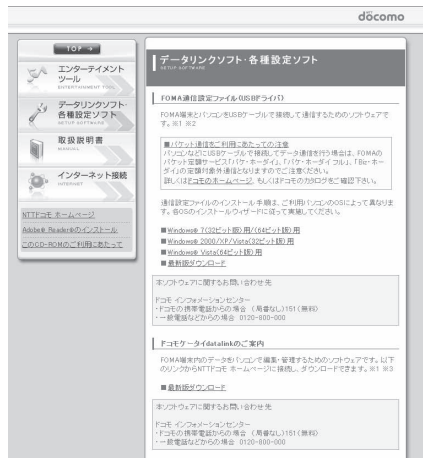 döcomo
TOP →
エンターテイメント
ツール
ENTERTAINMENT TOOL
データリンクソフト・
各種設定ソフト
SETUP SOFTWARE
取扱説明書
MANUAL
インターネット接続
INTERNET
NTTドコモ ホームページ
Adobe® Reader®のインストール
このCD-ROMのご利用にあたって
データリンクソフト・各種設定ソフト
SETUP SOFTWARE
FOMA通信設定ファイル(USBドライバ)
FOMA端末とパソコンをUSBケーブルで接続して通信するためのソフトウェアで
す。※1 ※2
■パケット通信をご利用にあたっての注意
パソコンなどにUSBケーブルで接続してデータ通信を行う場合は、FOMAの
パケット定額サービス「パケ・ホーダイ」、「パケ・ホーダイフル」、「Biz・ホー
ダイ」の定額対象外通信となりますのでご注意ください。
詳しくはドコモのホームページ、もしくはドコモのカタログをご確認下さい。
通信設定ファイルのインストール手順は、ご利用パソコンのOSによって異なりま
す。各OSのインストールウィザードに従って実施してください。
■Windows® 7(32ビット版)用/(64ビット版)用
■Windows® 2000/XP/Vista(32ビット版)用
■Windows® Vista(64ビット版)用
■最新版ダウンロード
本ソフトウェアに関するお問い合わせ先
ドコモ インフォメーションセンター
・ドコモの携帯電話からの場合 (局番なし)151(無料)
・一般電話などからの場合 0120-800-000
ドコモケータイdatalinkのご案内
FOMA端末内のデータをパソコンで編集・管理するためのソフトウェアです。以下
のリンクからNTTドコモ ホームページに接続し、ダウンロードできます。※1 ※3
■最新版ダウンロード
本ソフトウェアに関するお問い合わせ先
ドコモ インフォメーションセンター
・ドコモの携帯電話からの場合 (局番なし)151(無料)
・一般電話などからの場合 0120-800-000